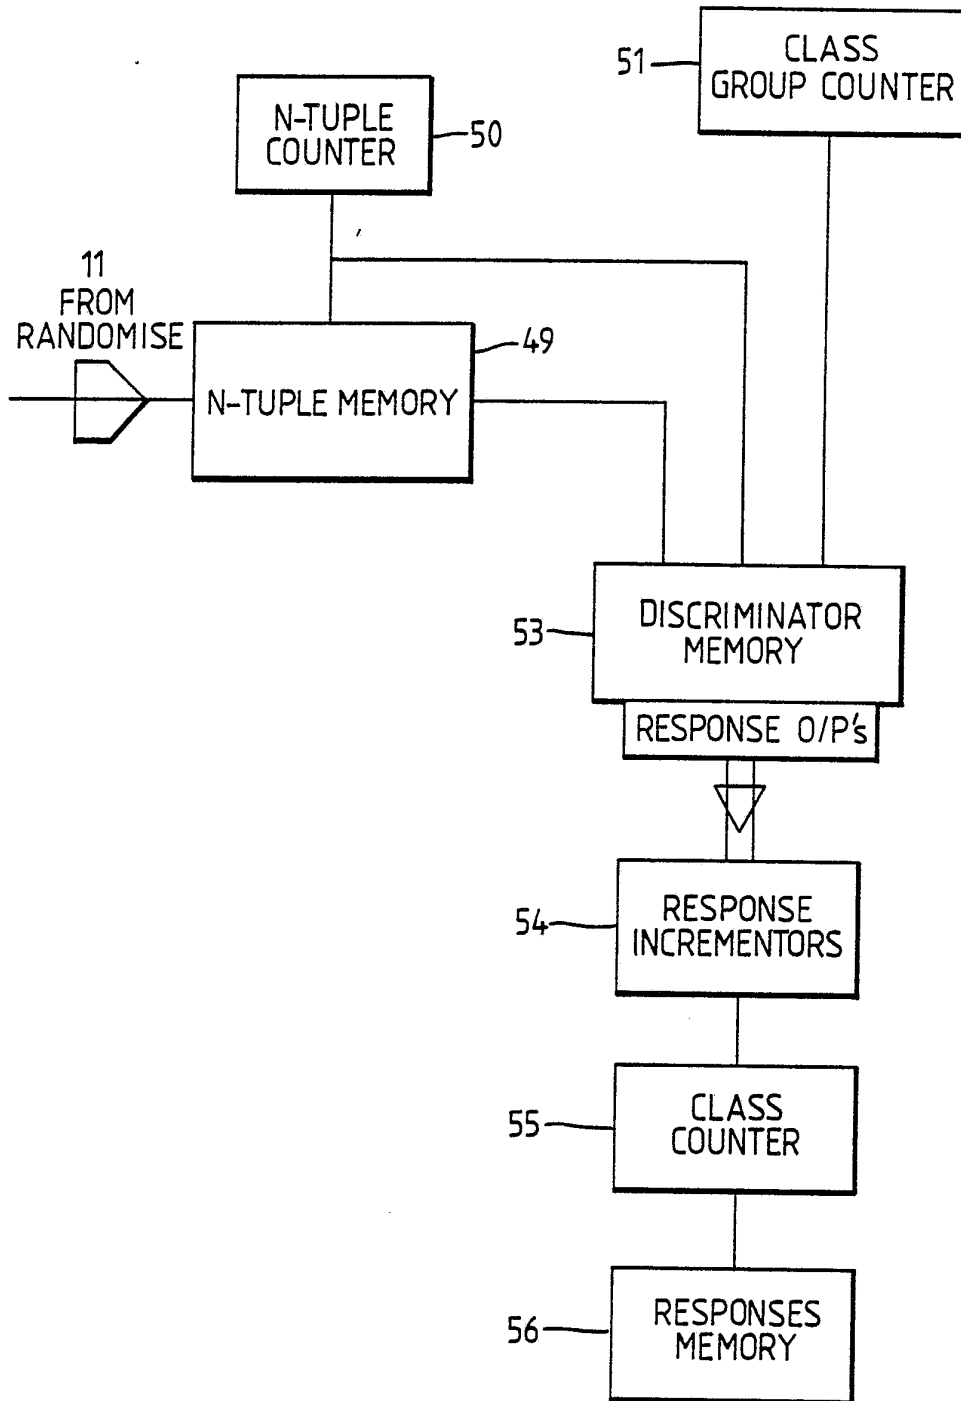 CLASS
GROUP COUNTER
51
N-TUPLE
COUNTER
50
11
FROM
RANDOMISE
N-TUPLE MEMORY
49
DISCRIMINATOR
MEMORY
53
RESPONSE O/P's
RESPONSE
INCREMENTORS
54
CLASS
COUNTER
55
RESPONSES
MEMORY
56